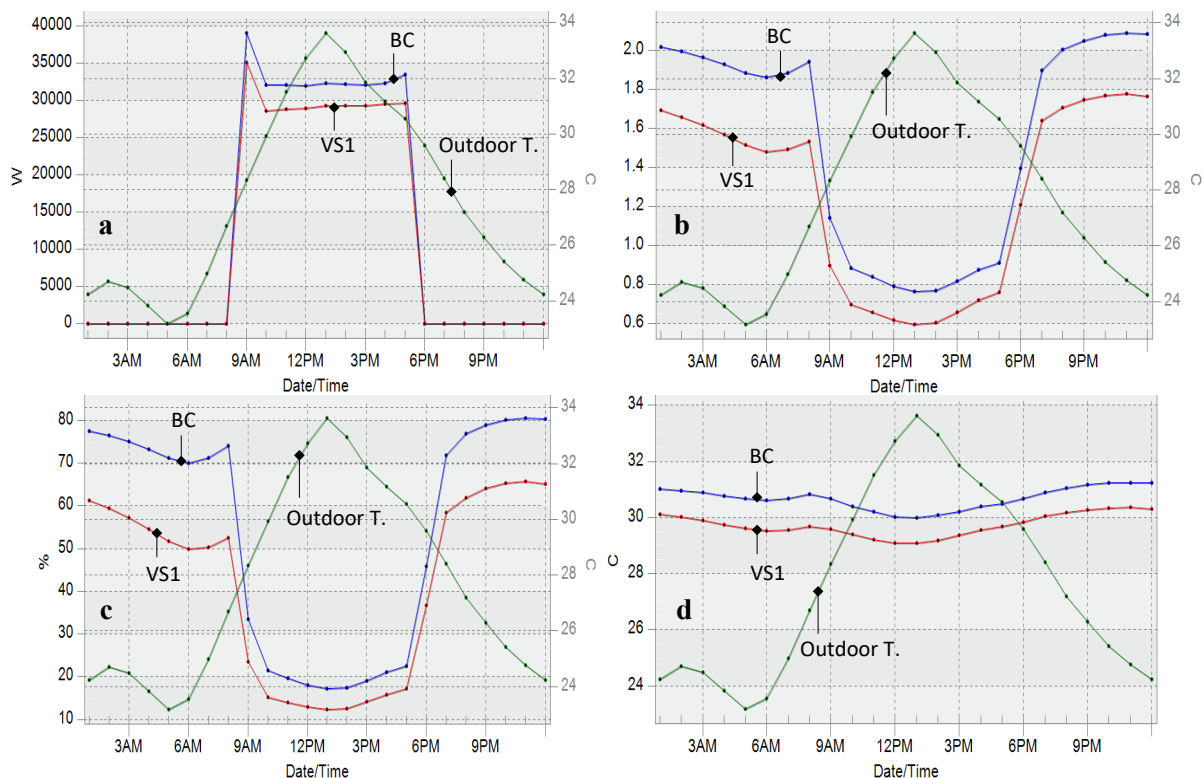 40000
35000
30000
25000
20000
15000
10000
5000
0
W
34
32
30
28
26
24
C
BC
VS1
Outdoor T.
a
3AM 6AM 9AM 12PM 3PM 6PM 9PM
Date/Time
2.0
1.8
1.6
1.4
1.2
1.0
0.8
0.6
34
32
30
28
26
24
C
BC
Outdoor T.
VS1
b
3AM 6AM 9AM 12PM 3PM 6PM 9PM
Date/Time
80
70
60
50
40
30
20
10
%
34
32
30
28
26
24
C
BC
Outdoor T.
VS1
c
3AM 6AM 9AM 12PM 3PM 6PM 9PM
Date/Time
34
32
30
28
26
24
C
BC
VS1
Outdoor T.
d
3AM 6AM 9AM 12PM 3PM 6PM 9PM
Date/Time